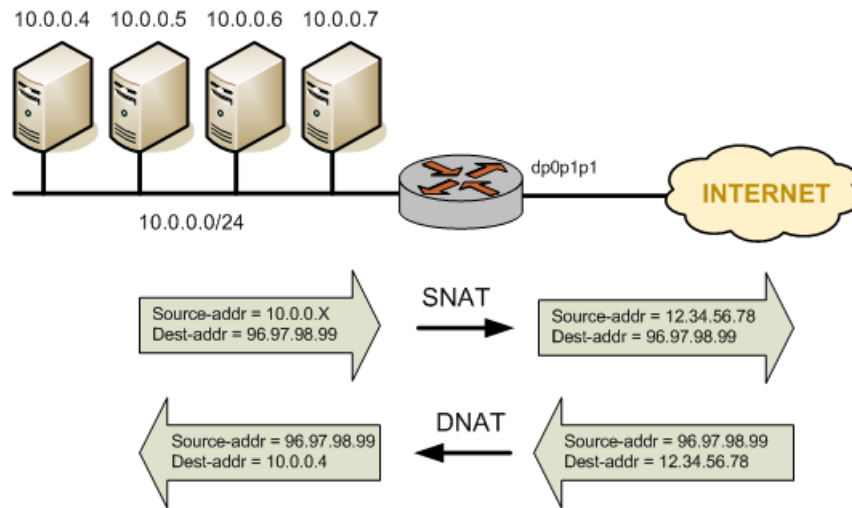 10.0.0.4 10.0.0.5 10.0.0.6 10.0.0.7
dp0p1p1
INTERNET
10.0.0.0/24
Source-addr = 10.0.0.X
Dest-addr = 96.97.98.99
SNAT
Source-addr = 12.34.56.78
Dest-addr = 96.97.98.99
Source-addr = 96.97.98.99
Dest-addr = 10.0.0.4
DNAT
Source-addr = 96.97.98.99
Dest-addr = 12.34.56.78